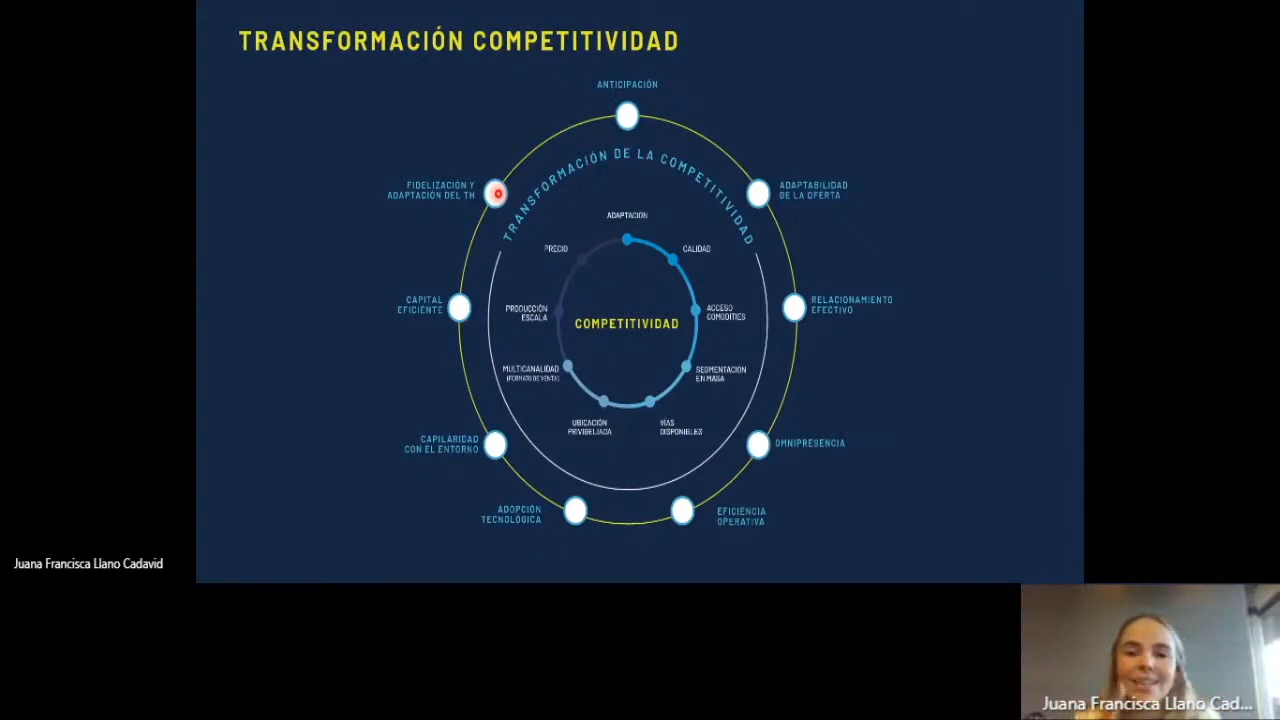 TRANSFORMACIÓN COMPETITIVIDAD
ANTICIPACIÓN
TRANSFORMACIÓN DE LA COMPETITIVIDAD
FIDELIZACIÓN Y
ADAPTACIÓN DEL TH
ADAPTABILIDAD
DE LA OFERTA
ADAPTACIÓN
PRECIO
CALIDAD
CAPITAL
EFICIENTE
RELACIONAMIENTO
EFECTIVO
PRODUCCIÓN
ESCALA
ACCESO
COMODITIES
COMPETITIVIDAD
MULTICANALIDAD
(FORMATO DE VENTA)
SEGMENTACIÓN
EN MASA
UBICACIÓN
PRIVIGELIADA
VÍAS
DISPONIBLES
CAPILARIDAD
CON EL ENTORNO
OMNIPRESENCIA
ADOPCIÓN
TECNOLÓGICA
EFICIENCIA
OPERATIVA
Juana Francisca Llano Cadavid
Juana Francisca Llano Cad...